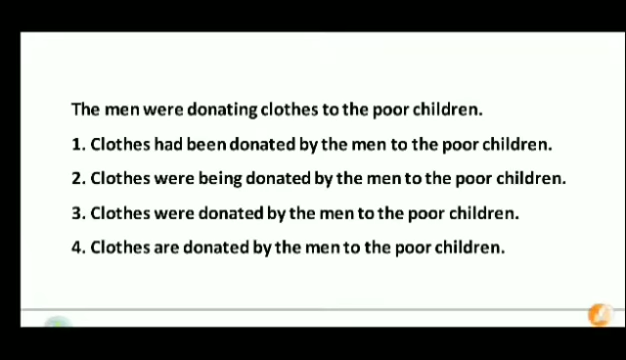 The men were donating clothes to the poor children.
1. Clothes had been donated by the men to the poor children.
2. Clothes were being donated by the men to the poor children.
3. Clothes were donated by the men to the poor children.
4. Clothes are donated by the men to the poor children.